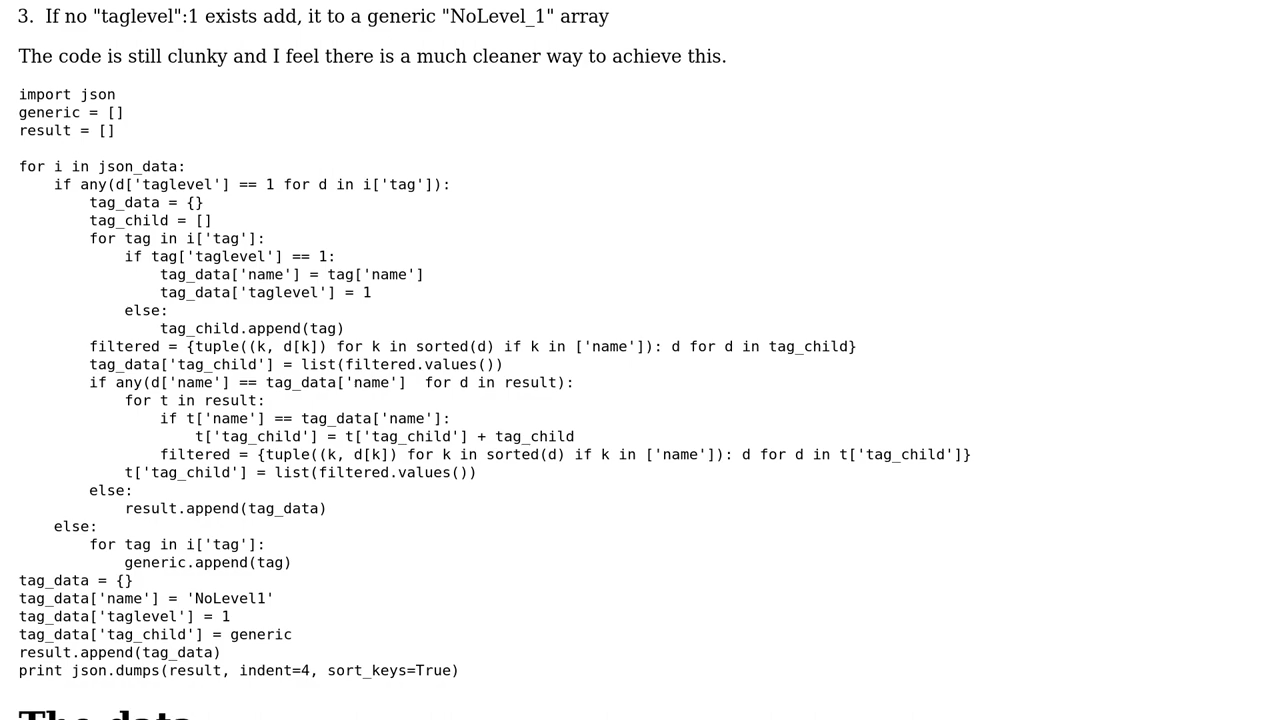 3. If no "taglevel":1 exists add, it to a generic "NoLevel_1" array
The code is still clunky and I feel there is a much cleaner way to achieve this.
import json
generic = []
result = []

for i in json_data:
    if any(d['taglevel'] == 1 for d in i['tag']):
        tag_data = {}
        tag_child = []
        for tag in i['tag']:
            if tag['taglevel'] == 1:
                tag_data['name'] = tag['name']
                tag_data['taglevel'] = 1
            else:
                tag_child.append(tag)
        filtered = {tuple((k, d[k]) for k in sorted(d) if k in ['name']): d for d in tag_child}
        tag_data['tag_child'] = list(filtered.values())
        if any(d['name'] == tag_data['name']  for d in result):
            for t in result:
                if t['name'] == tag_data['name']:
                    t['tag_child'] = t['tag_child'] + tag_child
                filtered = {tuple((k, d[k]) for k in sorted(d) if k in ['name']): d for d in t['tag_child']}
            t['tag_child'] = list(filtered.values())
        else:
            result.append(tag_data)
    else:
        for tag in i['tag']:
            generic.append(tag)
tag_data = {}
tag_data['name'] = 'NoLevel1'
tag_data['taglevel'] = 1
tag_data['tag_child'] = generic
result.append(tag_data)
print json.dumps(result, indent=4, sort_keys=True)
The data